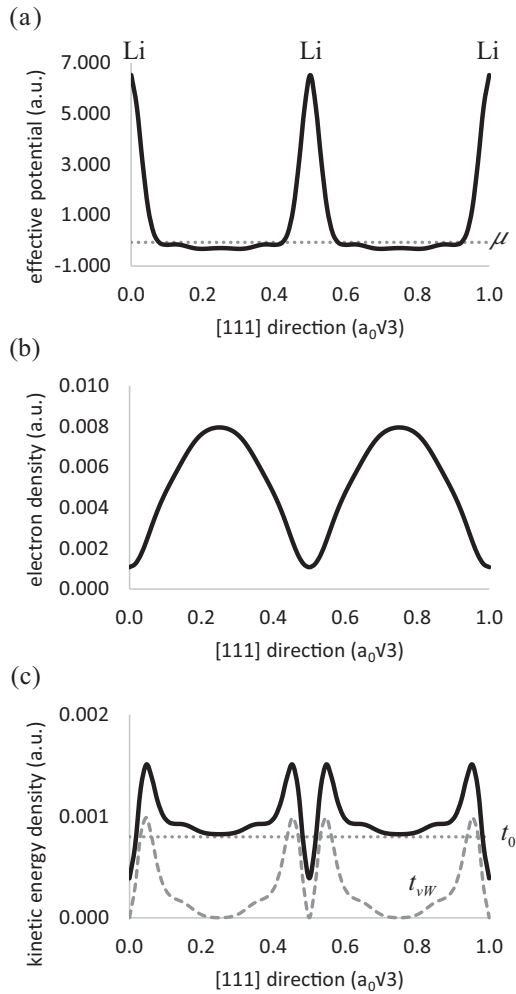 (a)
Li Li Li
7.000
5.000
3.000
1.000
-1.000
effective potential (a.u.)
μ
0.0 0.2 0.4 0.6 0.8 1.0
[111] direction (a₀√3)
(b)
0.010
0.008
0.006
0.004
0.002
0.000
electron density (a.u.)
0.0 0.2 0.4 0.6 0.8 1.0
[111] direction (a₀√3)
(c)
0.002
0.001
0.000
kinetic energy density (a.u.)
t₀
t_vW
0.0 0.2 0.4 0.6 0.8 1.0
[111] direction (a₀√3)